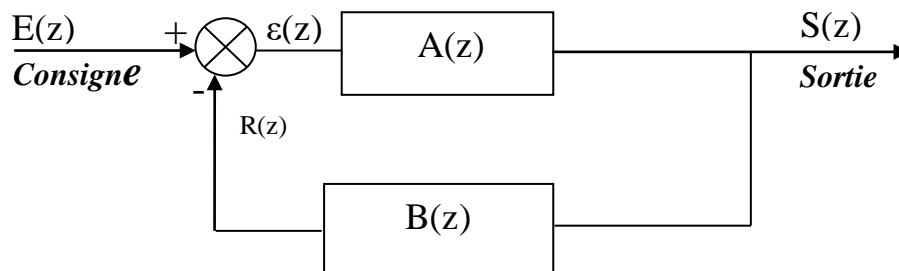 E(z)
+
ε(z)
A(z)
S(z)
Consigne
-
Sortie
R(z)
B(z)